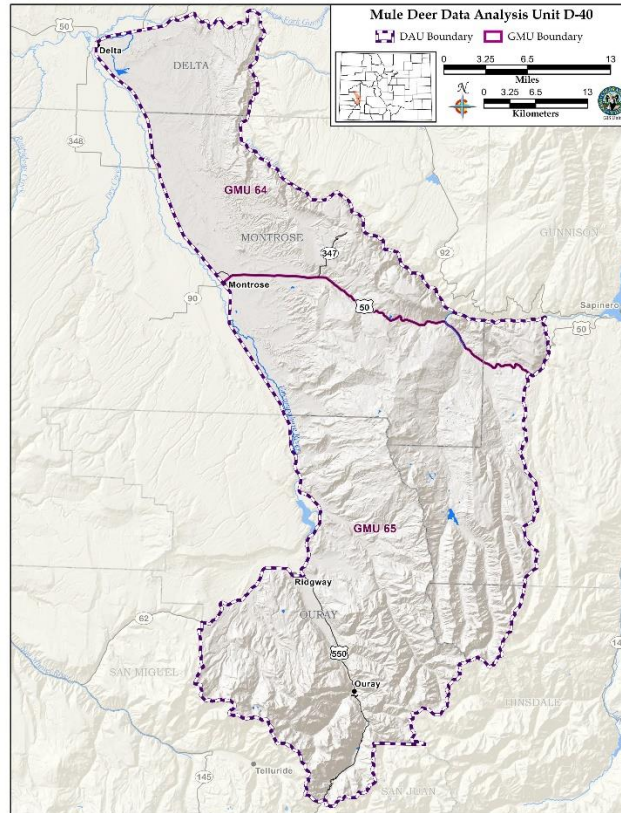 Mule Deer Data Analysis Unit D-40
DAU Boundary GMU Boundary
0 3.25 6.5 13
Miles
N
0 3.25 6.5 13
Kilometers
50
Delta
DELTA
348
GMU 64
GUNNISON
MONTROSE
92
347
Sapinero
90
Montrose
50
50
Uncompahgre River
GMU 65
Ridgway
OURAY
62
550
SAN MIGUEL
Ouray
HINSDALE
Telluride
145
SAN JUAN